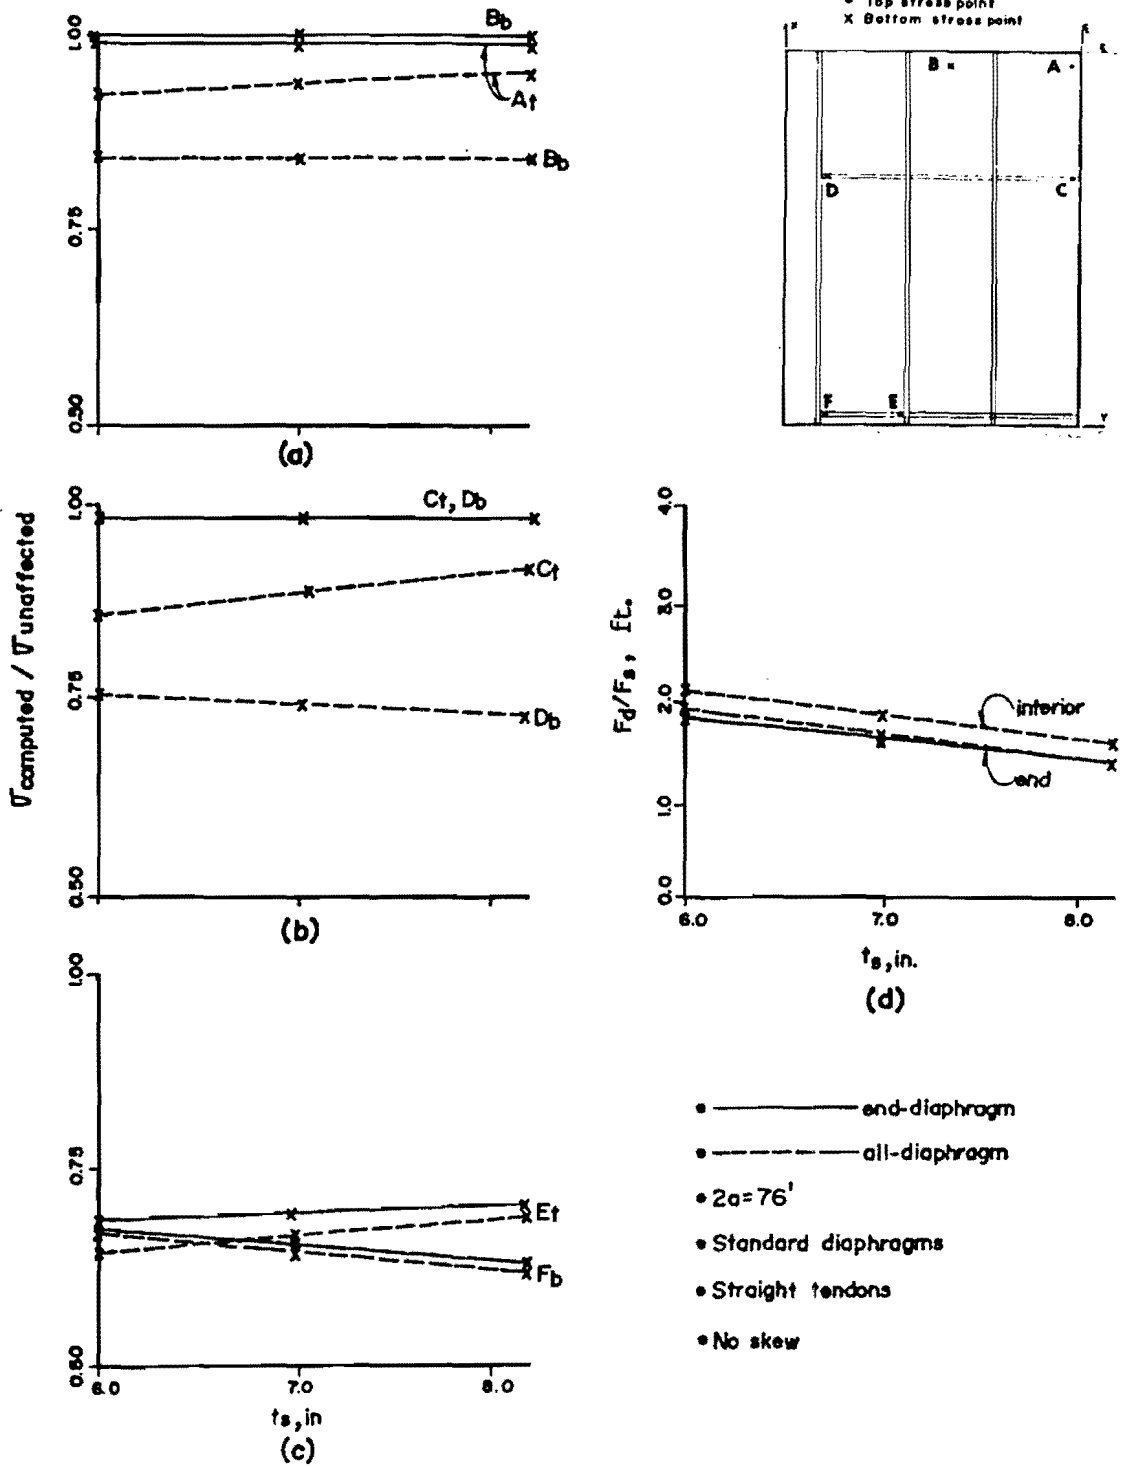 • Top stress point
x Bottom stress point
Bb
At
Bb
1.00
0.75
0.50
(a)
x
B
A
D
C
F
E
Y
Ct, Db
Ct
Db
1.00
0.75
0.50
(b)
σcomputed / σunaffected
4.0
3.0
2.0
1.0
0.0
Fd/Fs, ft.
interior
end
6.0 7.0 8.0
ts, in.
(d)
1.00
0.75
0.50
Et
Fb
6.0 7.0 8.0
ts, in
(c)
• end-diaphragm
• all-diaphragm
• 2a=76'
• Standard diaphragms
• Straight tendons
• No skew